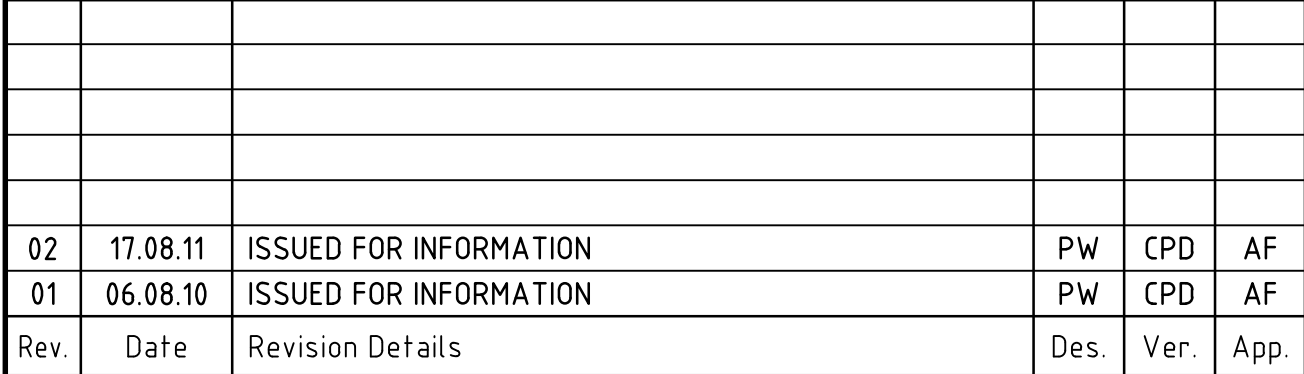 02 17.08.11 ISSUED FOR INFORMATION PW CPD AF
01 06.08.10 ISSUED FOR INFORMATION PW CPD AF
Rev. Date Revision Details Des. Ver. App.